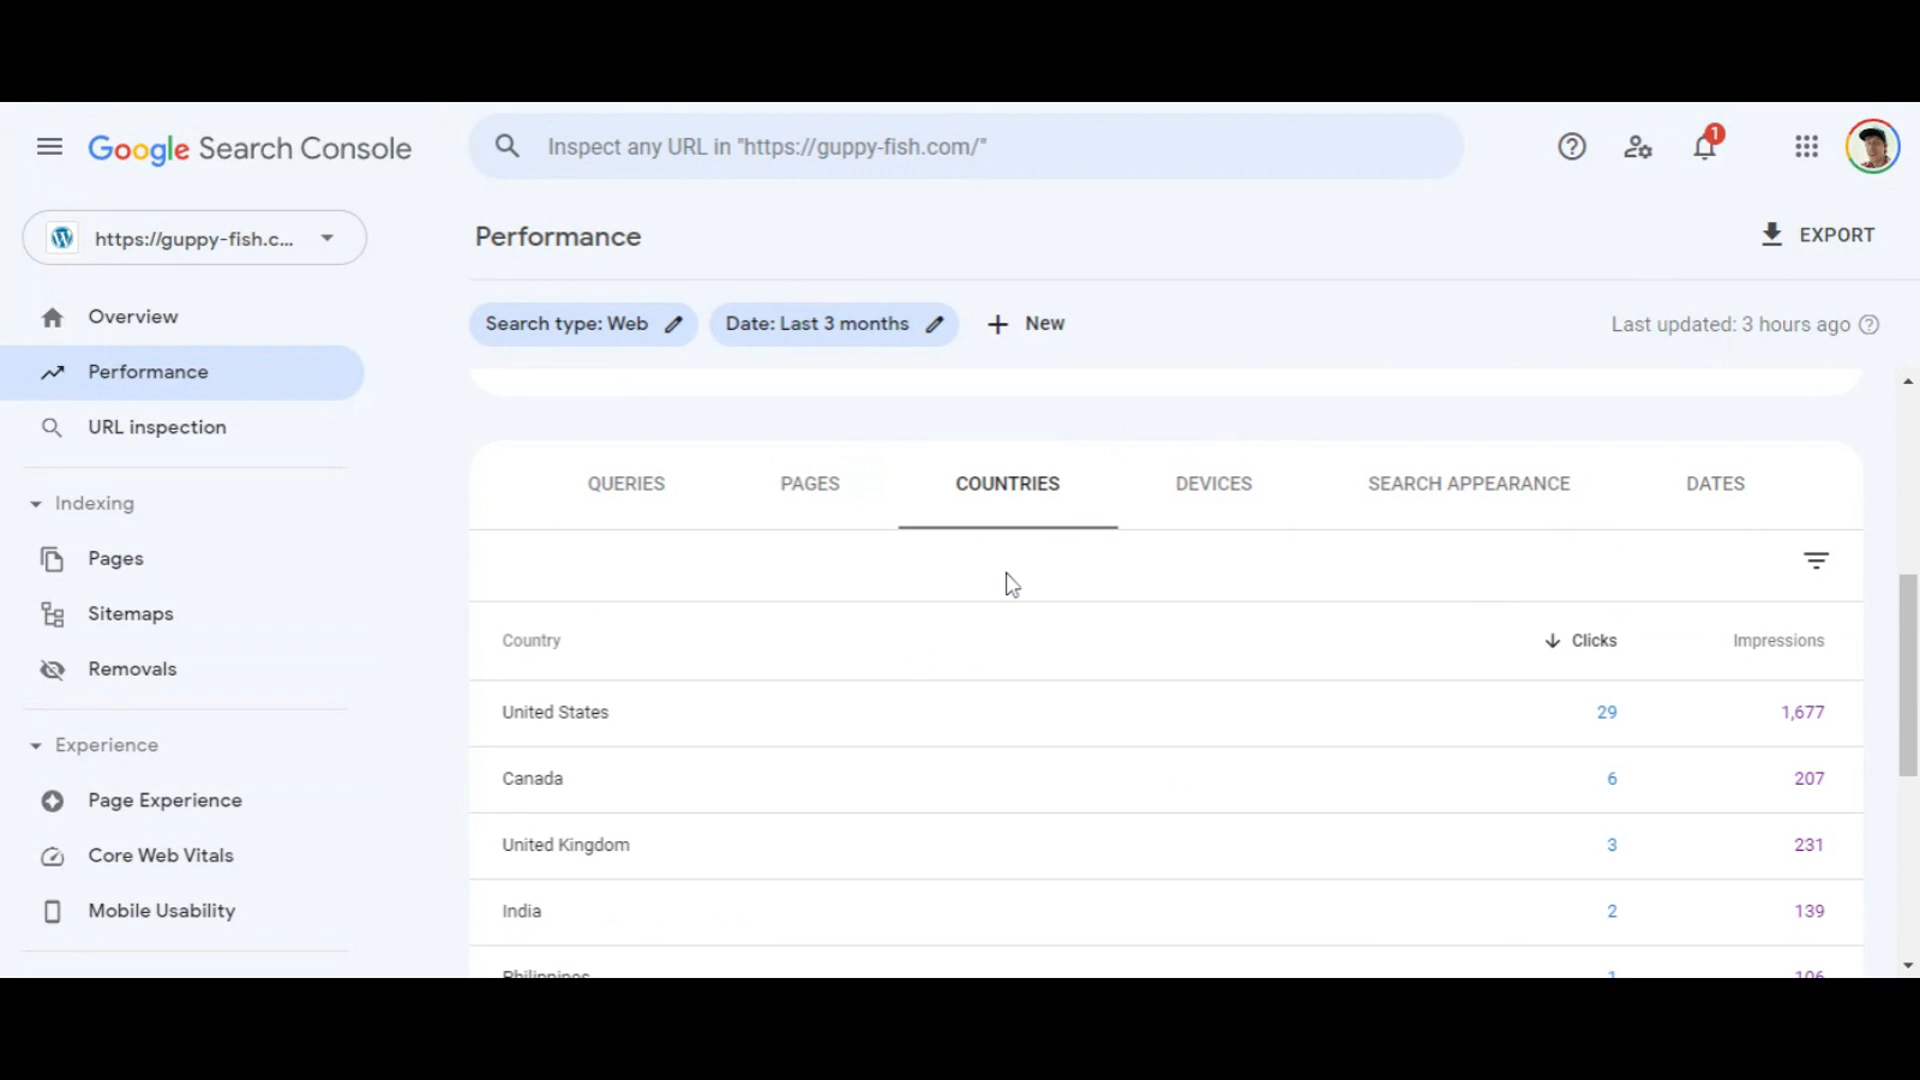 Google Search Console
Inspect any URL in "https://guppy-fish.com/"
1
https://guppy-fish.c...
Performance
EXPORT
Search type: Web
Date: Last 3 months
New
Last updated: 3 hours ago
Overview
Performance
URL inspection
Indexing
Pages
Sitemaps
Removals
Experience
Page Experience
Core Web Vitals
Mobile Usability
QUERIES PAGES COUNTRIES DEVICES SEARCH APPEARANCE DATES
Country Clicks Impressions
United States 29 1,677
Canada 6 207
United Kingdom 3 231
India 2 139
Philippines 1 106